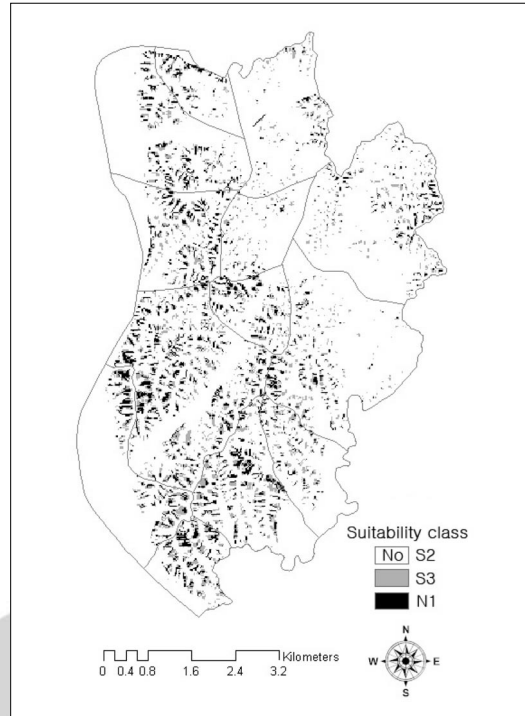 Suitability class
No S2
S3
N1
Kilometers
0 0.4 0.8 1.6 2.4 3.2
N
W E
S